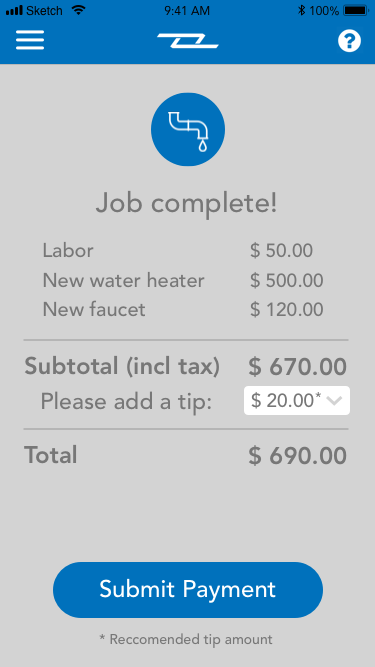 Sketch 9:41 AM 100%
?
Job complete!
Labor $ 50.00
New water heater $ 500.00
New faucet $ 120.00
Subtotal (incl tax) $ 670.00
Please add a tip: $ 20.00*
Total $ 690.00
Submit Payment
* Reccomended tip amount